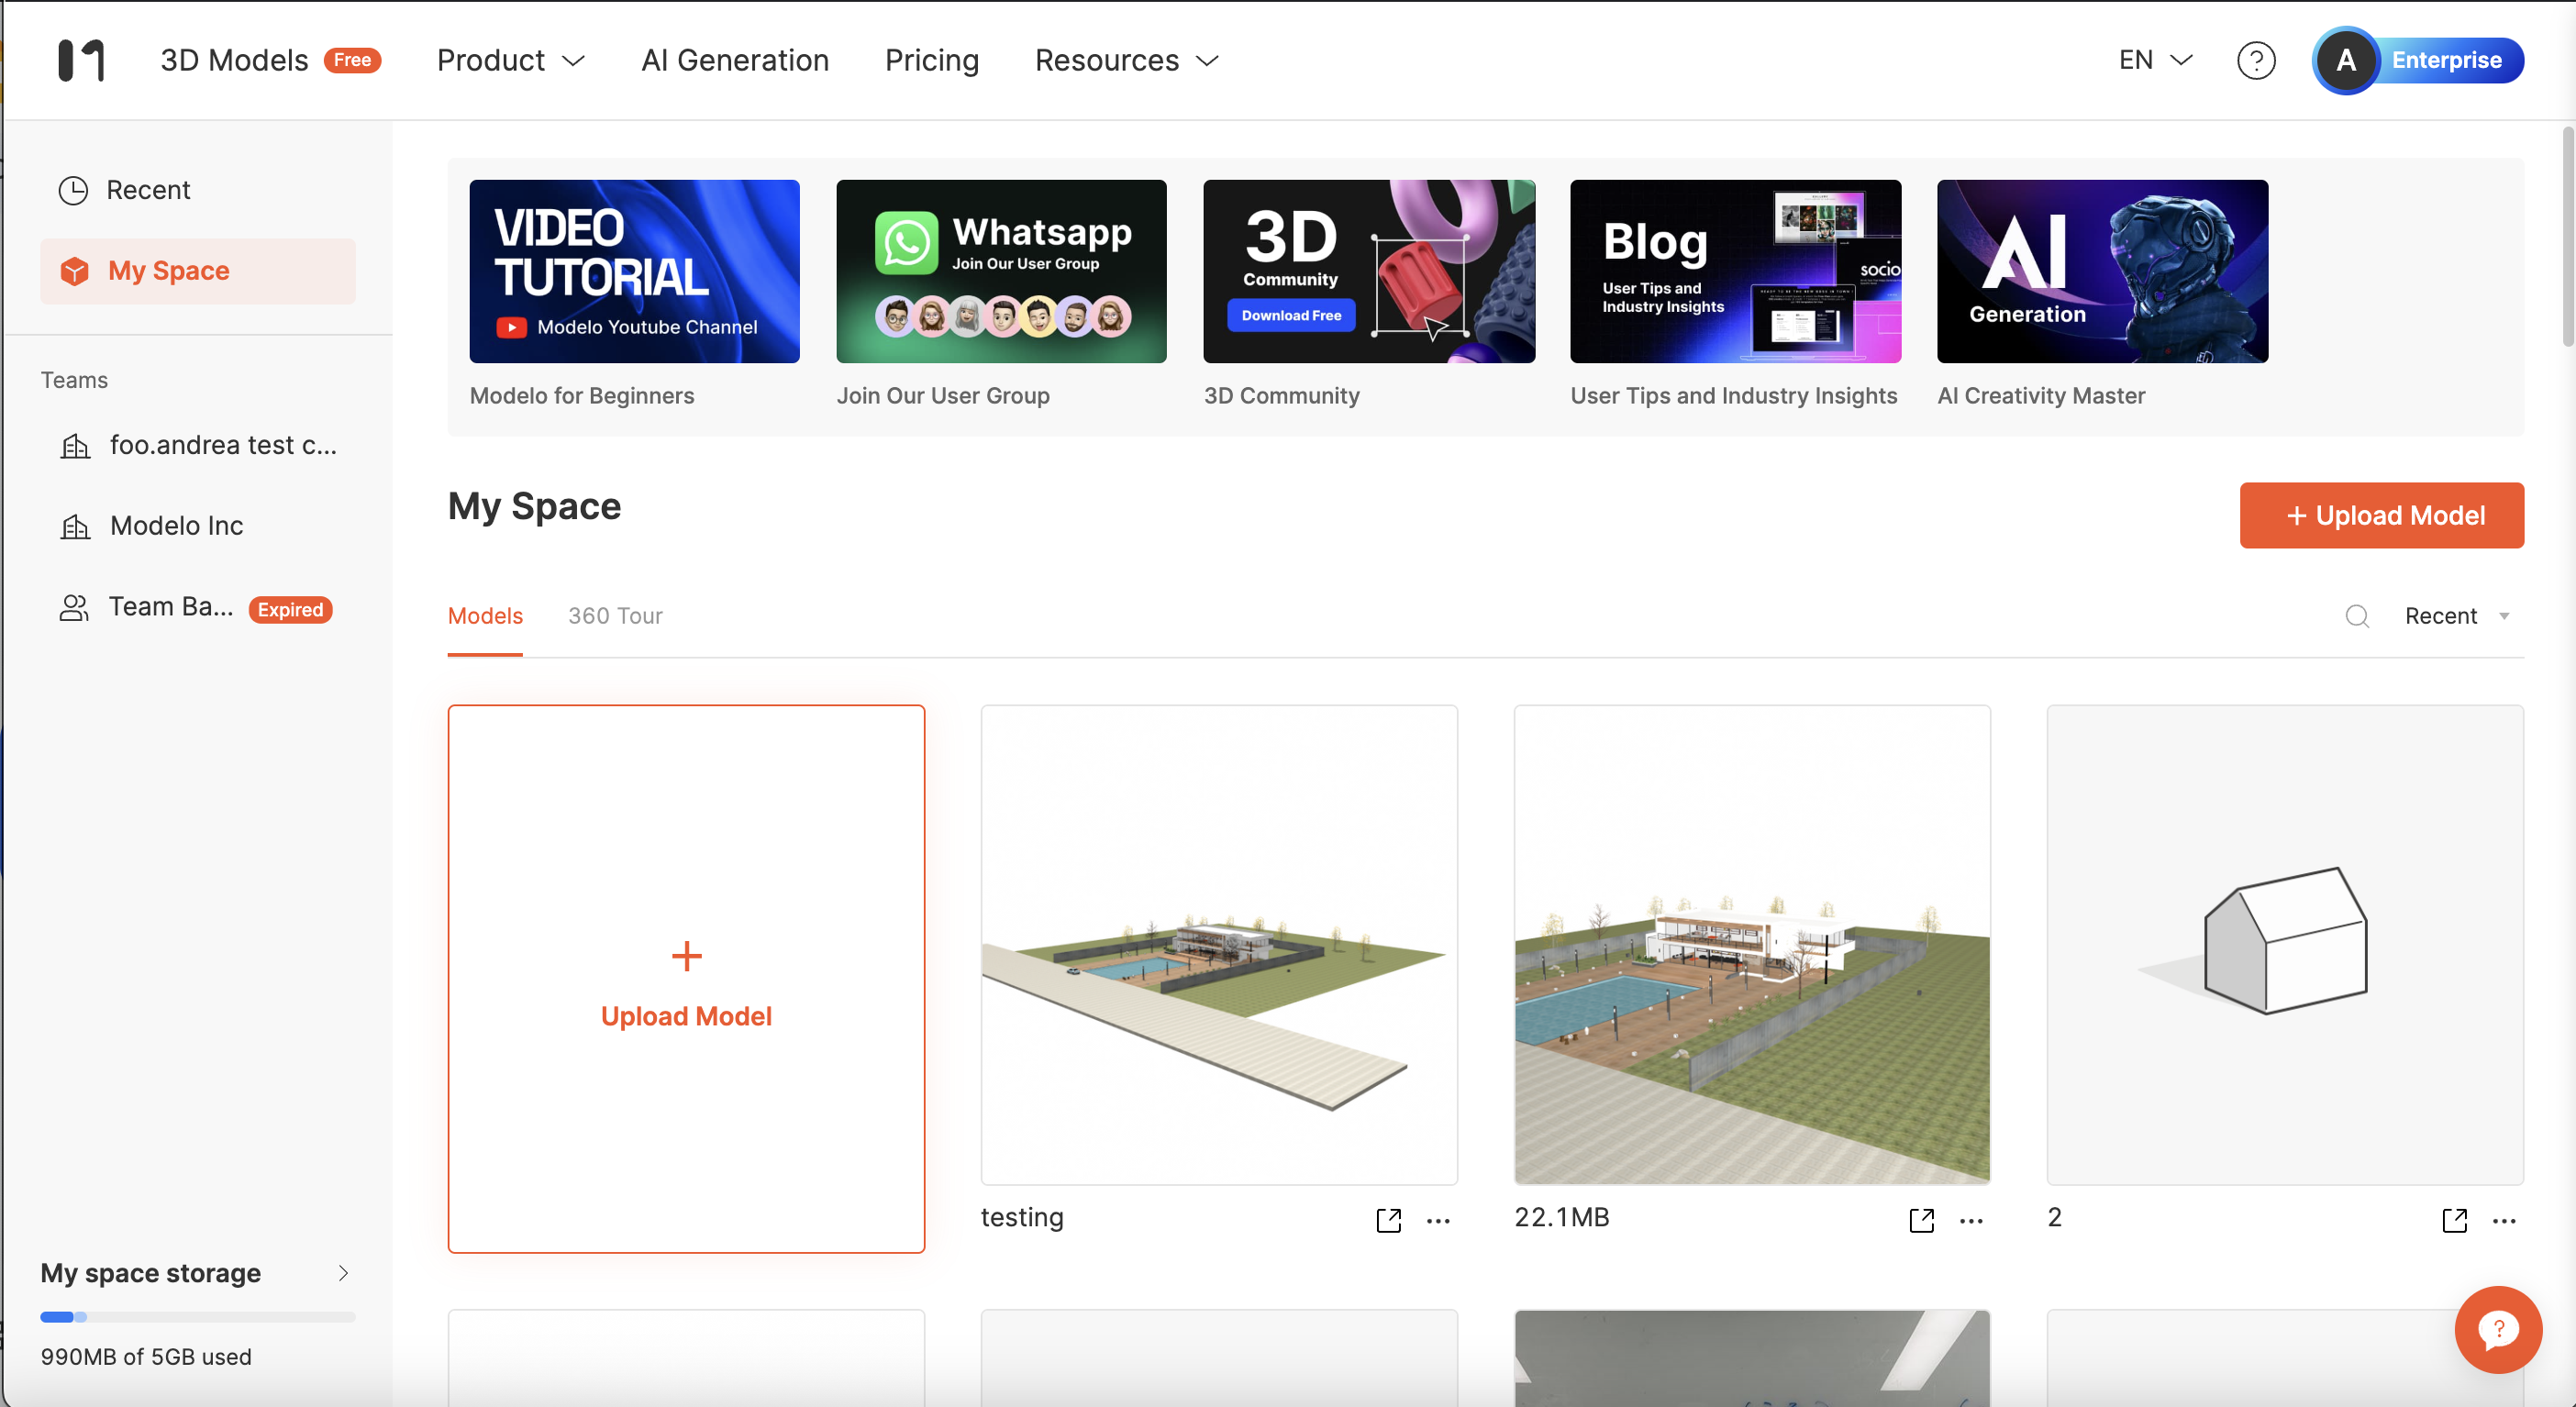 3D Models Free Product AI Generation Pricing Resources EN ? A Enterprise
Recent
My Space
Teams
foo.andrea test c...
Modelo Inc
Team Ba... Expired
My space storage
990MB of 5GB used
VIDEO
TUTORIAL
Modelo Youtube Channel
Modelo for Beginners
Whatsapp
Join Our User Group
Join Our User Group
3D
Community
Download Free
3D Community
Blog
User Tips and
Industry Insights
socio
User Tips and Industry Insights
AI
Generation
AI Creativity Master
My Space
+ Upload Model
Models 360 Tour Recent
+
Upload Model
testing
22.1MB
2
?